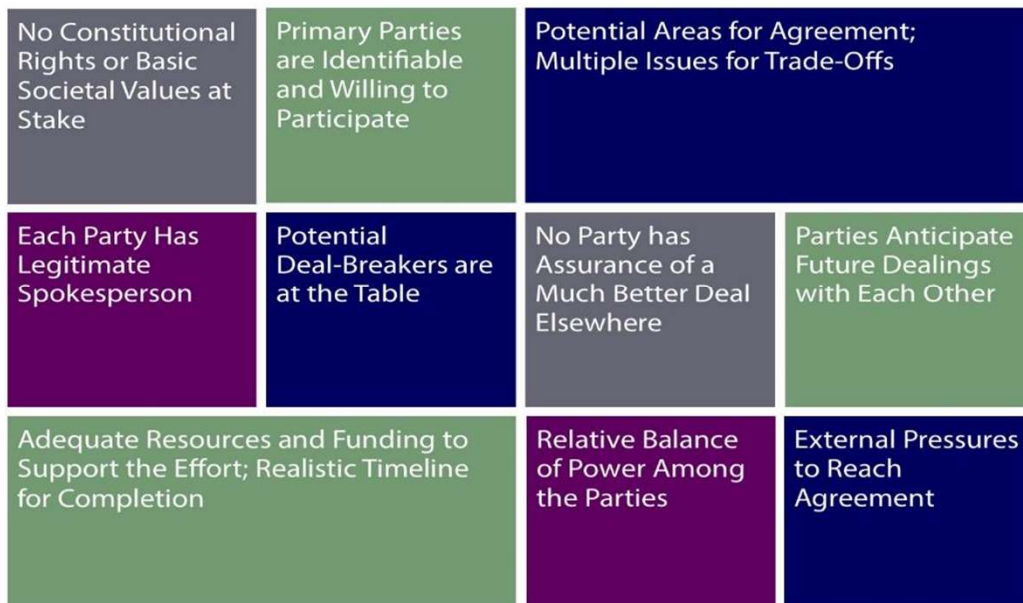 No Constitutional
Rights or Basic
Societal Values at
Stake
Primary Parties
are Identifiable
and Willing to
Participate
Potential Areas for Agreement;
Multiple Issues for Trade-Offs
Each Party Has
Legitimate
Spokesperson
Potential
Deal-Breakers are
at the Table
No Party has
Assurance of a
Much Better Deal
Elsewhere
Parties Anticipate
Future Dealings
with Each Other
Adequate Resources and Funding to
Support the Effort; Realistic Timeline
for Completion
Relative Balance
of Power Among
the Parties
External Pressures
to Reach
Agreement